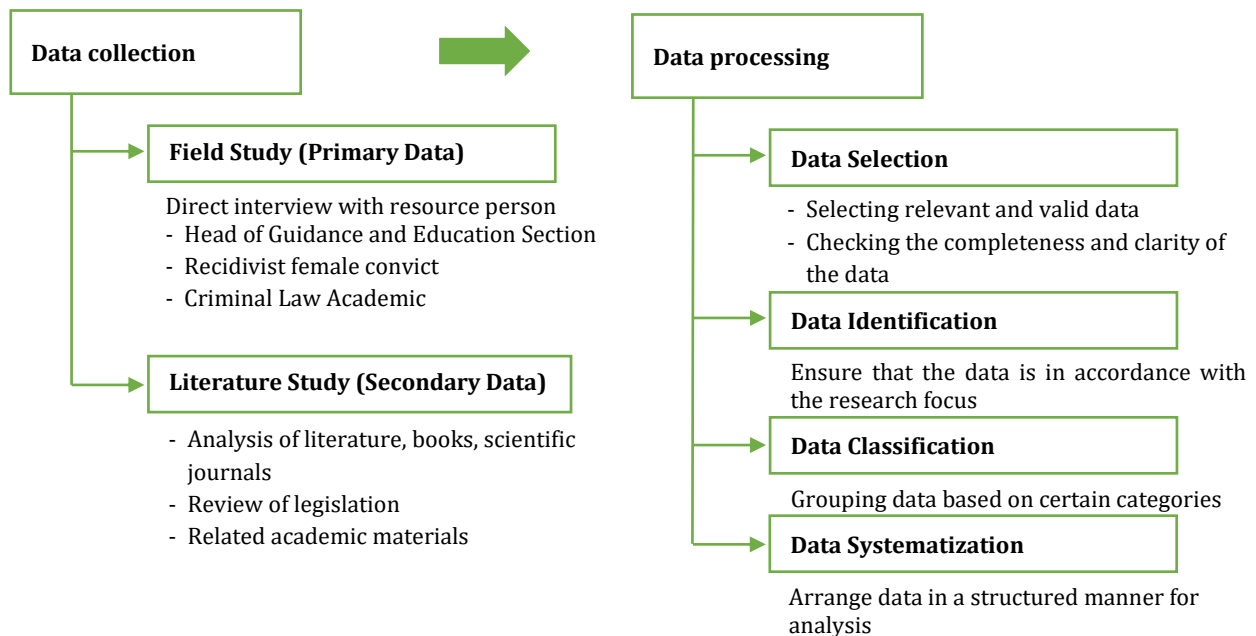 Data collection
Field Study (Primary Data)
Direct interview with resource person
- Head of Guidance and Education Section
- Recidivist female convict
- Criminal Law Academic
Literature Study (Secondary Data)
- Analysis of literature, books, scientific
journals
- Review of legislation
- Related academic materials
Data processing
Data Selection
- Selecting relevant and valid data
- Checking the completeness and clarity of
the data
Data Identification
Ensure that the data is in accordance with
the research focus
Data Classification
Grouping data based on certain categories
Data Systematization
Arrange data in a structured manner for
analysis